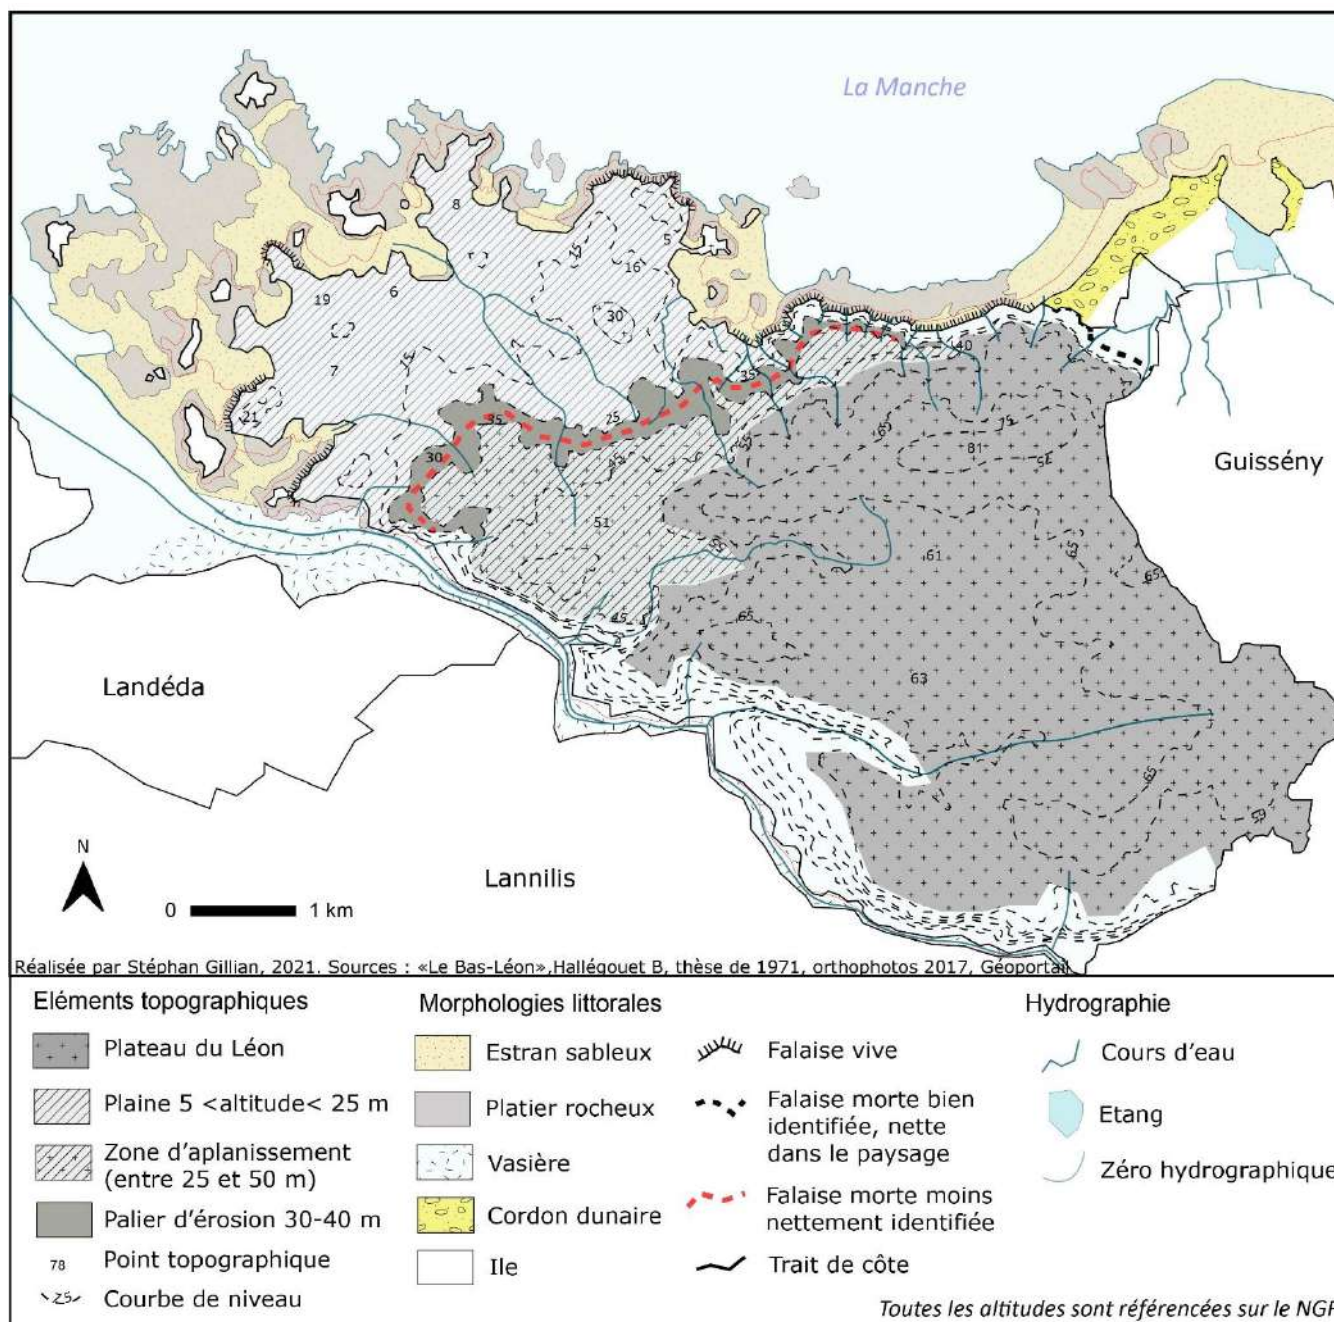 La Manche
8
5
16
19
6
15
30
7
15
7
21
35
40
35
25
65
75
81
30
55
Guissény
51
61
65
65
45
65
63
Landéda
65
65
N
Lannilis
0 1 km
Réalisée par Stéphan Gillian, 2021. Sources : «Le Bas-Léon»,Hallégouet B, thèse de 1971, orthophotos 2017, Géoportail
Eléments topographiques
Plateau du Léon
Plaine 5 <altitude< 25 m
Zone d'aplanissement
(entre 25 et 50 m)
Palier d'érosion 30-40 m
78 Point topographique
25 Courbe de niveau
Morphologies littorales
Estran sableux
Platier rocheux
Vasière
Cordon dunaire
Ile
Falaise vive
Falaise morte bien
identifiée, nette
dans le paysage
Falaise morte moins
nettement identifiée
Trait de côte
Hydrographie
Cours d'eau
Etang
Zéro hydrographique
Toutes les altitudes sont référencées sur le NGF